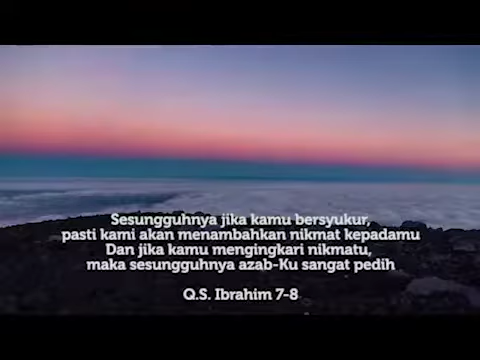 Sesungguhnya jika kamu bersyukur,
pasti kami akan menambahkan nikmat kepadamu
Dan jika kamu mengingkari nikmatu,
maka sesungguhnya azab-Ku sangat pedih
Q.S. Ibrahim 7-8